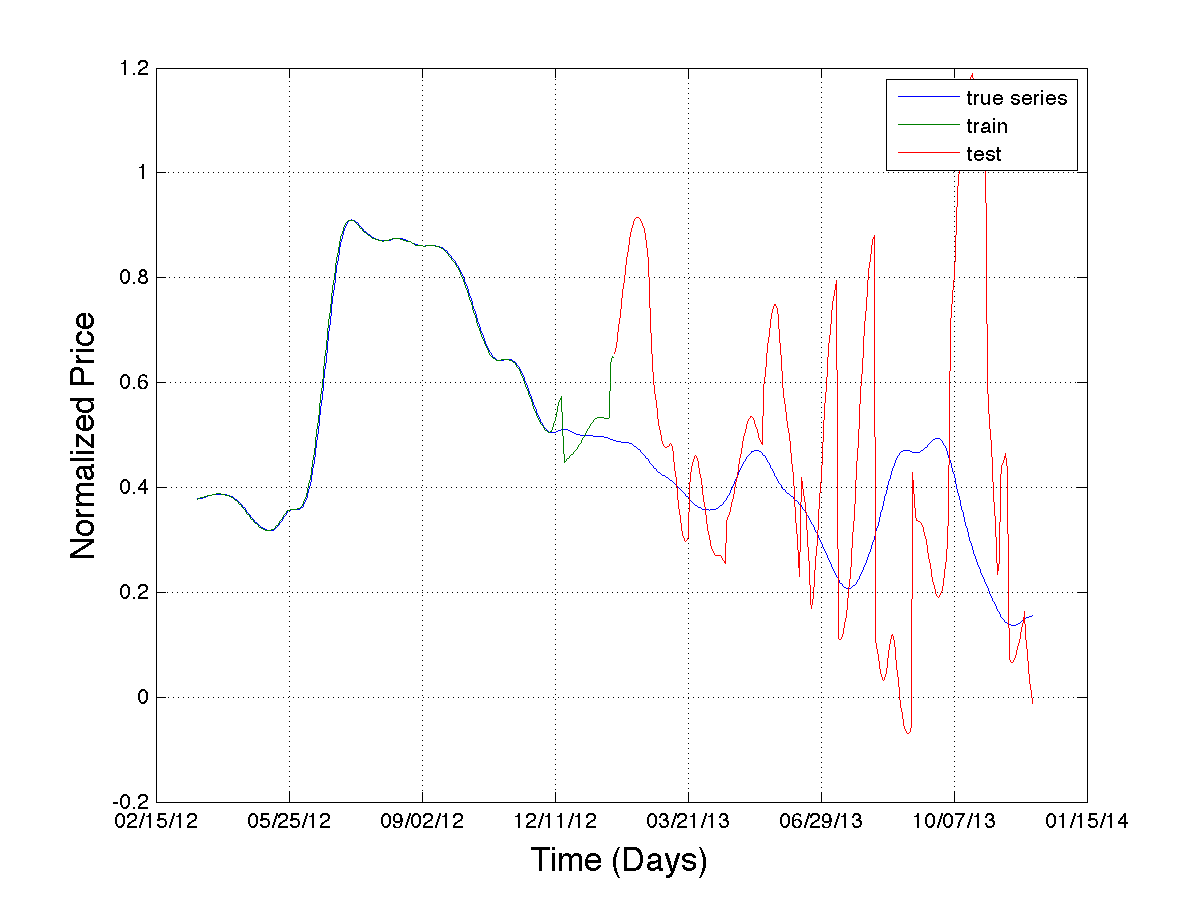 1.2
1
0.8
0.6
0.4
0.2
0
-0.2
Normalized Price
true series
train
test
02/15/12 05/25/12 09/02/12 12/11/12 03/21/13 06/29/13 10/07/13 01/15/14
Time (Days)